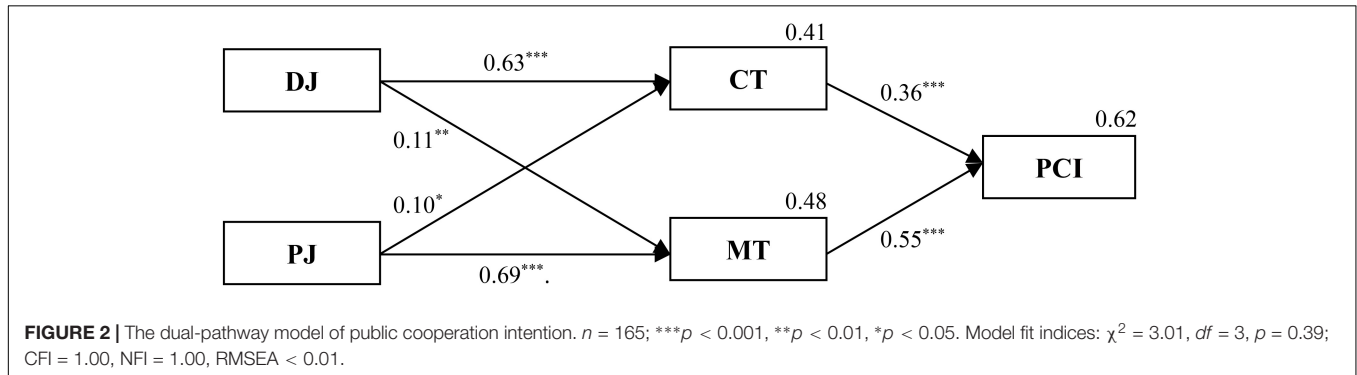 0.41
0.63***
DJ
CT
0.36***
0.62
0.11**
PCI
0.10*
0.48
PJ
MT
0.55***
0.69***.
FIGURE 2 | The dual-pathway model of public cooperation intention. n = 165; ***p < 0.001, **p < 0.01, *p < 0.05. Model fit indices: χ² = 3.01, df = 3, p = 0.39;
CFI = 1.00, NFI = 1.00, RMSEA < 0.01.